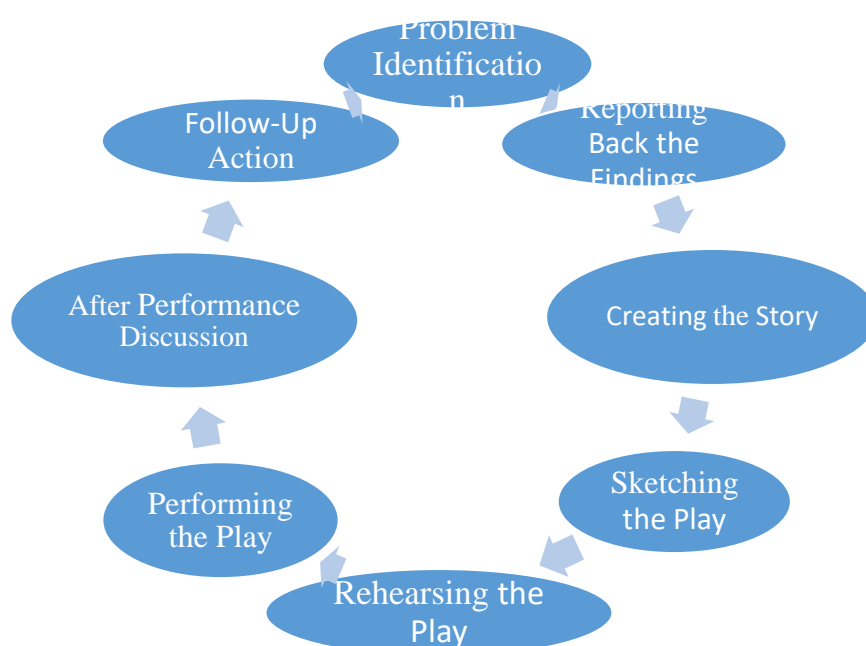 Problem
Identificatio
n
Reporting
Back the
Findings
Creating the Story
Sketching
the Play
Rehearsing the
Play
Performing
the Play
After Performance
Discussion
Follow-Up
Action